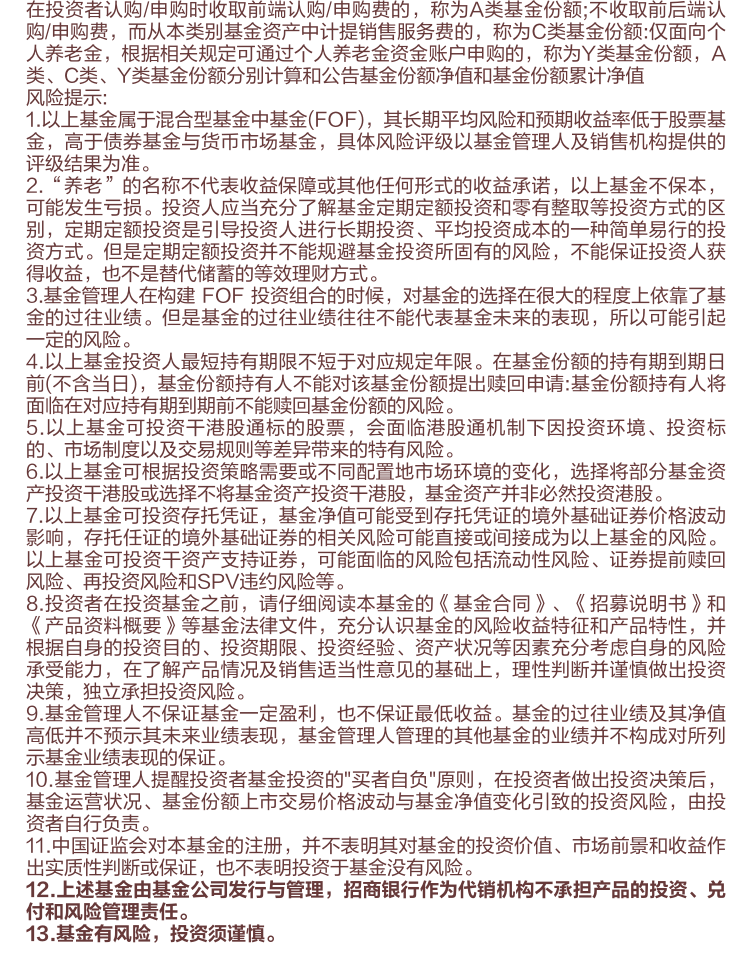 在投资者认购/申购时收取前端认购/申购费的，称为A类基金份额;不收取前后端认
购/申购费，而从本类别基金资产中计提销售服务费的，称为C类基金份额:仅面向个
人养老金，根据相关规定可通过个人养老金资金账户申购的，称为Y类基金份额，A
类、C类、Y类基金份额分别计算和公告基金份额净值和基金份额累计净值
风险提示:
1.以上基金属于混合型基金中基金(FOF)，其长期平均风险和预期收益率低于股票基
金，高于债券基金与货币市场基金，具体风险评级以基金管理人及销售机构提供的
评级结果为准。
2.“养老”的名称不代表收益保障或其他任何形式的收益承诺，以上基金不保本，
可能发生亏损。投资人应当充分了解基金定期定额投资和零有整取等投资方式的区
别，定期定额投资是引导投资人进行长期投资、平均投资成本的一种简单易行的投
资方式。但是定期定额投资并不能规避基金投资所固有的风险，不能保证投资人获
得收益，也不是替代储蓄的等效理财方式。
3.基金管理人在构建 FOF 投资组合的时候，对基金的选择在很大的程度上依靠了基
金的过往业绩。但是基金的过往业绩往往不能代表基金未来的表现，所以可能引起
一定的风险。
4.以上基金投资人最短持有期限不短于对应规定年限。在基金份额的持有期到期日
前(不含当日)，基金份额持有人不能对该基金份额提出赎回申请:基金份额持有人将
面临在对应持有期到期前不能赎回基金份额的风险。
5.以上基金可投资干港股通标的股票，会面临港股通机制下因投资环境、投资标
的、市场制度以及交易规则等差异带来的特有风险。
6.以上基金可根据投资策略需要或不同配置地市场环境的变化，选择将部分基金资
产投资干港股或选择不将基金资产投资干港股，基金资产并非必然投资港股。
7.以上基金可投资存托凭证，基金净值可能受到存托凭证的境外基础证券价格波动
影响，存托任证的境外基础证券的相关风险可能直接或间接成为以上基金的风险。
以上基金可投资干资产支持证券，可能面临的风险包括流动性风险、证券提前赎回
风险、再投资风险和SPV违约风险等。
8.投资者在投资基金之前，请仔细阅读本基金的《基金合同》、《招募说明书》和
《产品资料概要》等基金法律文件，充分认识基金的风险收益特征和产品特性，并
根据自身的投资目的、投资期限、投资经验、资产状况等因素充分考虑自身的风险
承受能力，在了解产品情况及销售适当性意见的基础上，理性判断并谨慎做出投资
决策，独立承担投资风险。
9.基金管理人不保证基金一定盈利，也不保证最低收益。基金的过往业绩及其净值
高低并不预示其未来业绩表现，基金管理人管理的其他基金的业绩并不构成对所列
示基金业绩表现的保证。
10.基金管理人提醒投资者基金投资的"买者自负"原则，在投资者做出投资决策后，
基金运营状况、基金份额上市交易价格波动与基金净值变化引致的投资风险，由投
资者自行负责。
11.中国证监会对本基金的注册，并不表明其对基金的投资价值、市场前景和收益作
出实质性判断或保证，也不表明投资于基金没有风险。
12.上述基金由基金公司发行与管理，招商银行作为代销机构不承担产品的投资、兑
付和风险管理责任。
13.基金有风险，投资须谨慎。